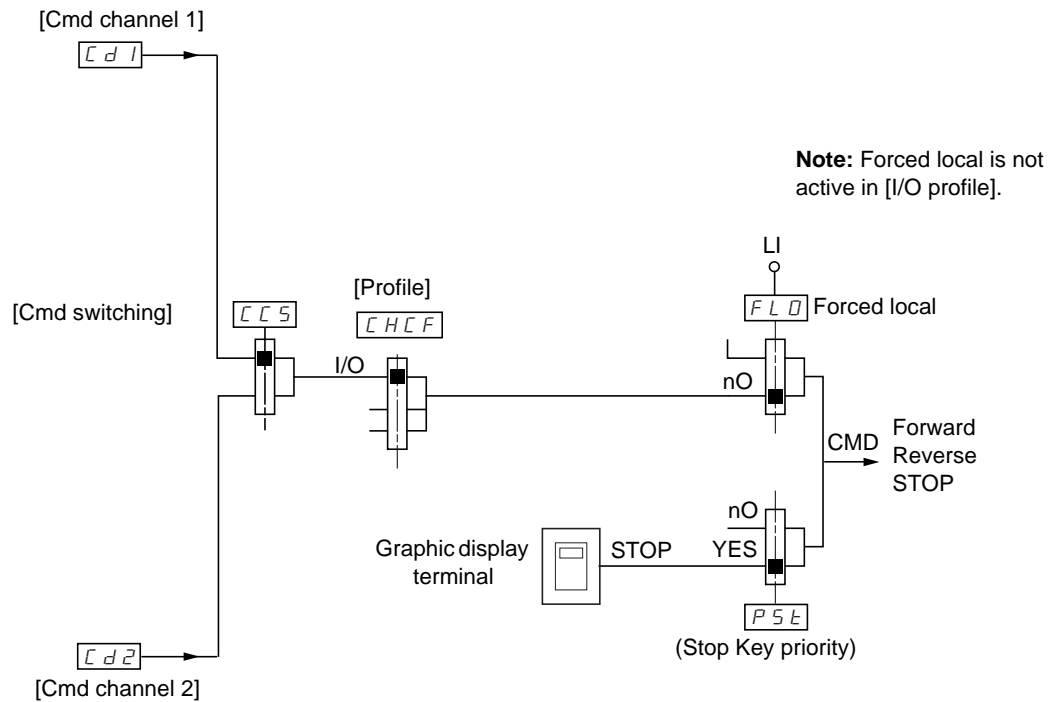 [Cmd channel 1]
Cd1
Note: Forced local is not
active in [I/O profile].
LI
[Cmd switching]
CCS
[Profile]
CHCF
FLO Forced local
I/O
nO
CMD
Forward
Reverse
STOP
nO
Graphic display
terminal
STOP
YES
PSt
(Stop Key priority)
Cd2
[Cmd channel 2]